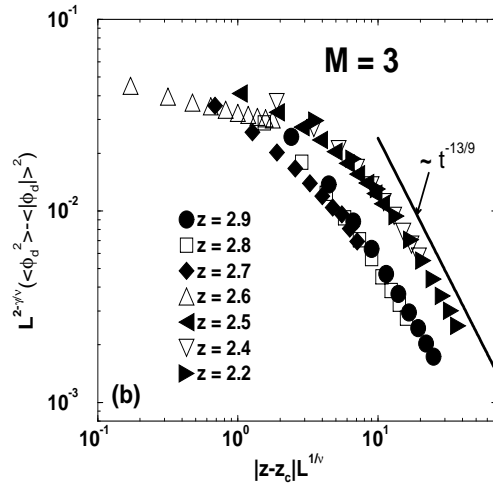 10^-1
M = 3
~ t^-13/9
L^2-γ/ν(<ϕ_d^2>-<|ϕ_d|>^2)
10^-2
z = 2.9
z = 2.8
z = 2.7
z = 2.6
z = 2.5
z = 2.4
z = 2.2
(b)
10^-3
10^-1 10^0 10^1
|z-z_c|L^1/ν